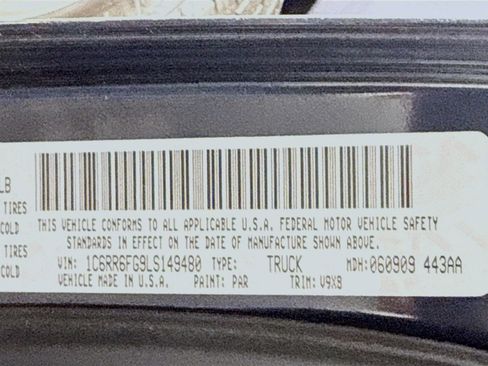 LB
TIRES
COLD
TIRES
COLD
THIS VEHICLE CONFORMS TO ALL APPLICABLE U.S.A. FEDERAL MOTOR VEHICLE SAFETY
STANDARDS IN EFFECT ON THE DATE OF MANUFACTURE SHOWN ABOVE.
VIN: 1C6RR6FG9LS149480 TYPE: TRUCK MDH: 060909 443AA
VEHICLE MADE IN U.S.A. PAINT: PAR TRIM: V9X8